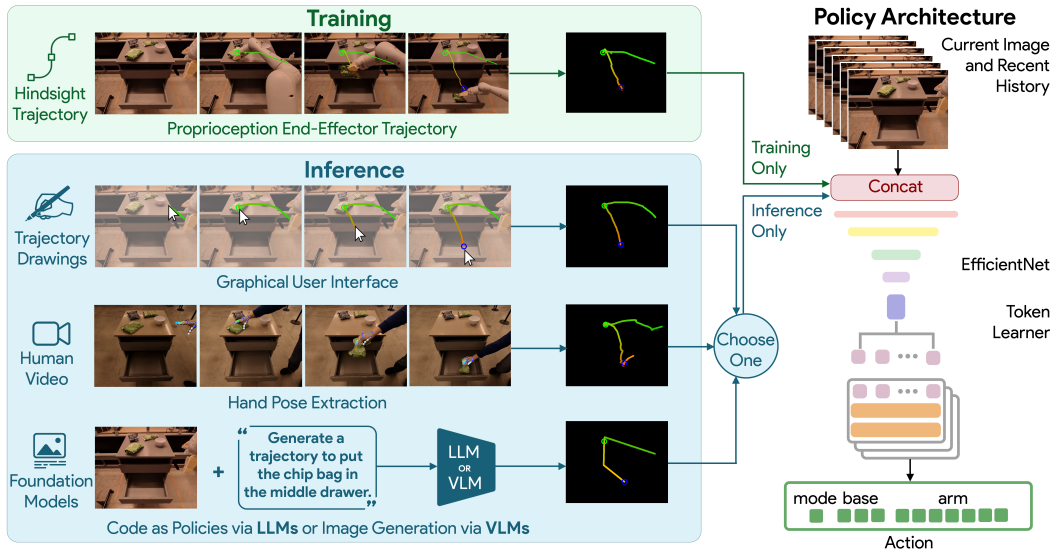 Training
Hindsight
Trajectory
Proprioception End-Effector Trajectory
Inference
Trajectory
Drawings
Graphical User Interface
Human
Video
Hand Pose Extraction
Foundation
Models
+
“
Generate a
trajectory to put
the chip bag in
the middle drawer.
”
LLM
OR
VLM
Code as Policies via LLMs or Image Generation via VLMs
Choose
One
Training
Only
Inference
Only
Policy Architecture
Current Image
and Recent
History
Concat
EfficientNet
Token
Learner
mode base arm
Action